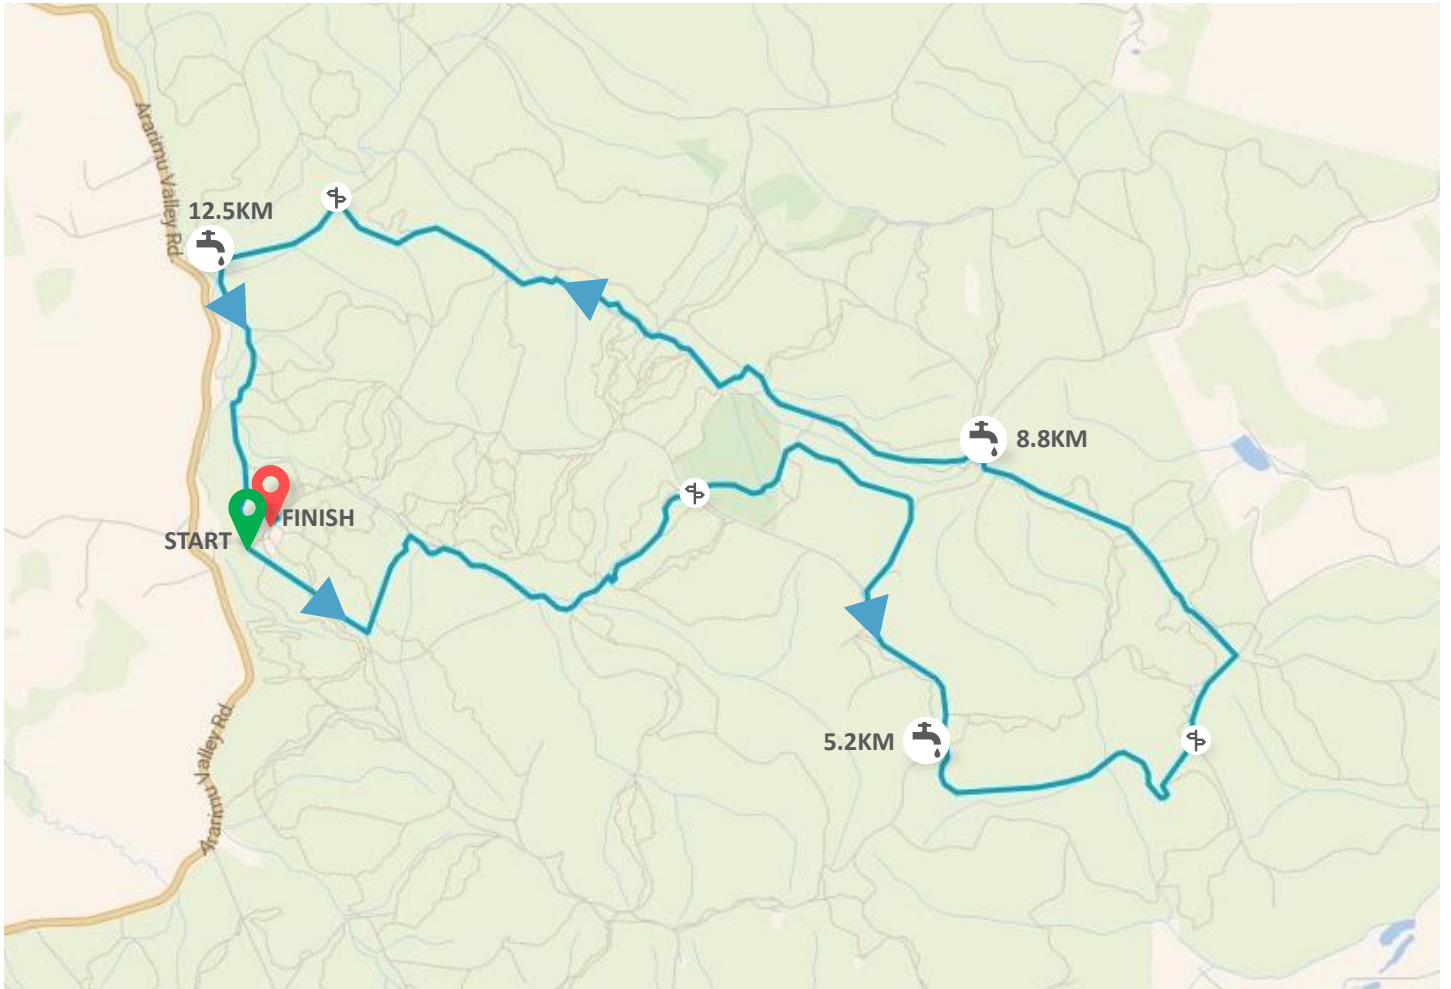 Ararimu Valley Rd
12.5KM
8.8KM
FINISH
START
5.2KM
Ararimu Valley Rd